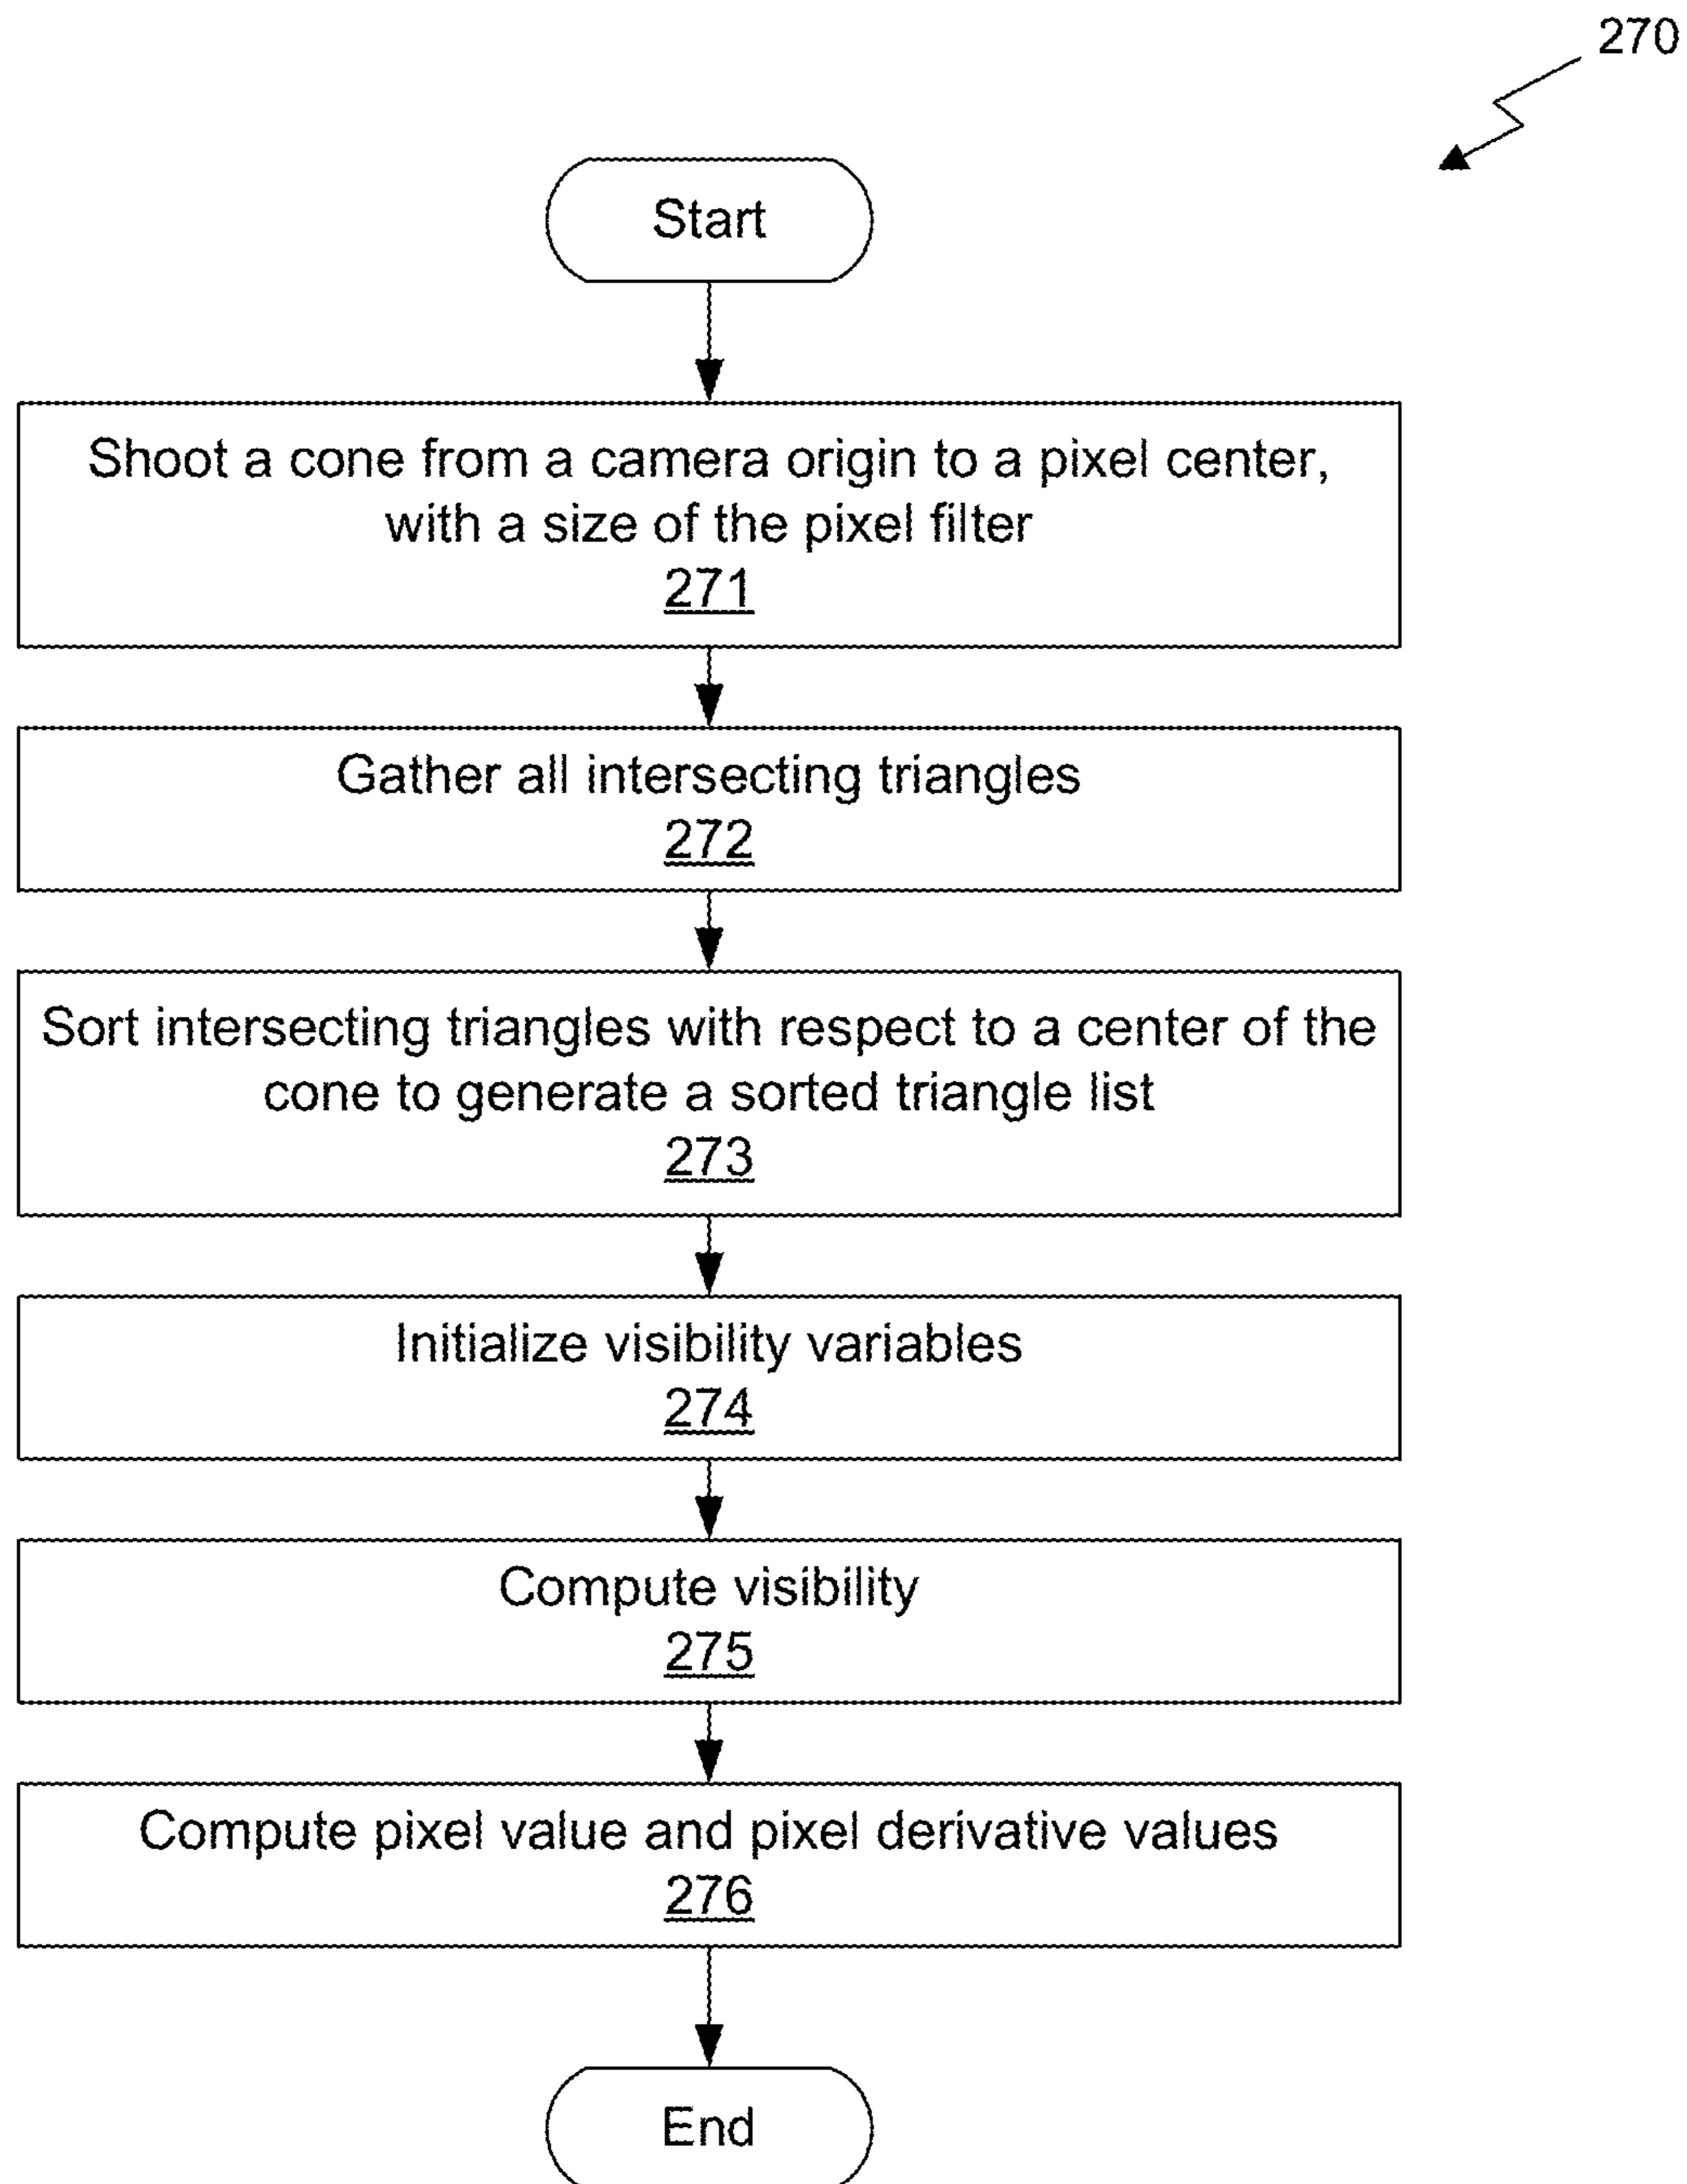 270
Start
Shoot a cone from a camera origin to a pixel center,
with a size of the pixel filter
271
Gather all intersecting triangles
272
Sort intersecting triangles with respect to a center of the
cone to generate a sorted triangle list
273
Initialize visibility variables
274
Compute visibility
275
Compute pixel value and pixel derivative values
276
End